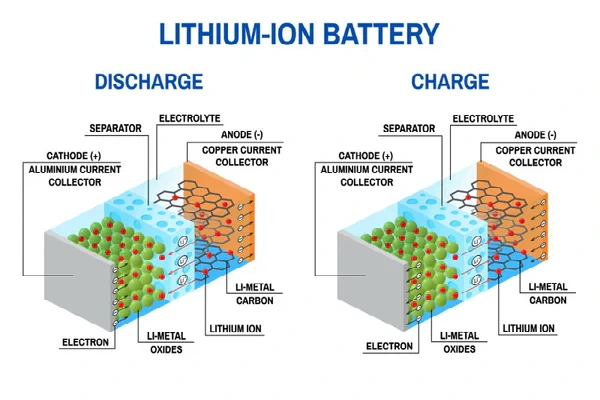 LITHIUM-ION BATTERY
DISCHARGE
ELECTROLYTE
SEPARATOR
ANODE (-)
COPPER CURRENT
COLLECTOR
CATHODE (+)
ALUMINIUM CURRENT
COLLECTOR
LI-METAL
CARBON
LITHIUM ION
LI-METAL
OXIDES
ELECTRON
CHARGE
ELECTROLYTE
SEPARATOR
ANODE (-)
COPPER CURRENT
COLLECTOR
CATHODE (+)
ALUMINIUM CURRENT
COLLECTOR
LI-METAL
CARBON
LITHIUM ION
LI-METAL
OXIDES
ELECTRON